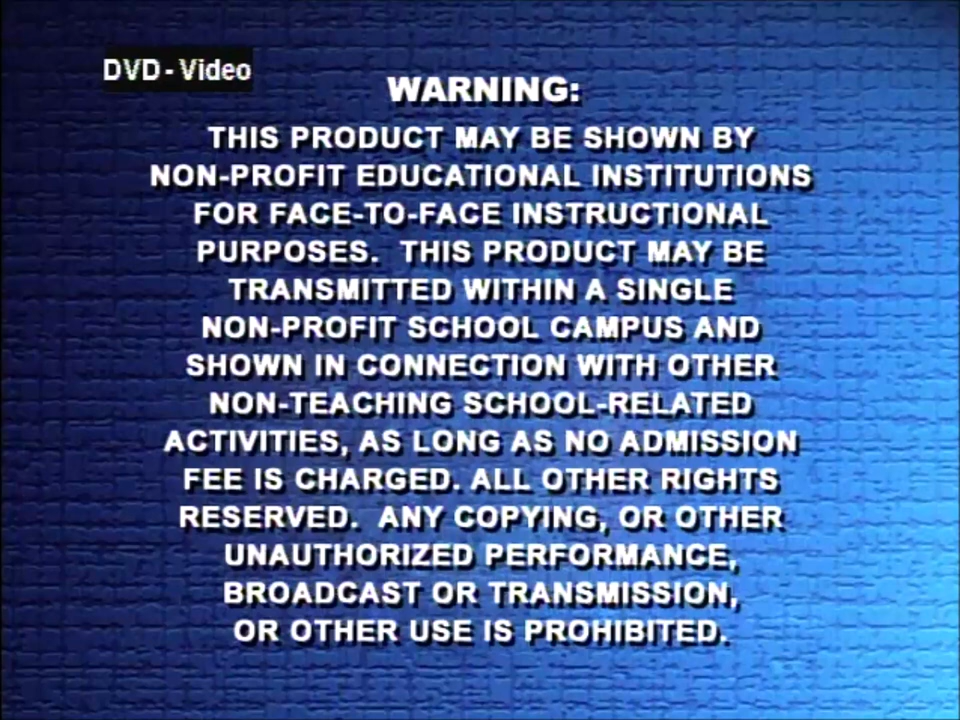 DVD - Video
WARNING:
THIS PRODUCT MAY BE SHOWN BY
NON-PROFIT EDUCATIONAL INSTITUTIONS
FOR FACE-TO-FACE INSTRUCTIONAL
PURPOSES.  THIS PRODUCT MAY BE
TRANSMITTED WITHIN A SINGLE
NON-PROFIT SCHOOL CAMPUS AND
SHOWN IN CONNECTION WITH OTHER
NON-TEACHING SCHOOL-RELATED
ACTIVITIES, AS LONG AS NO ADMISSION
FEE IS CHARGED. ALL OTHER RIGHTS
RESERVED.  ANY COPYING, OR OTHER
UNAUTHORIZED PERFORMANCE,
BROADCAST OR TRANSMISSION,
OR OTHER USE IS PROHIBITED.